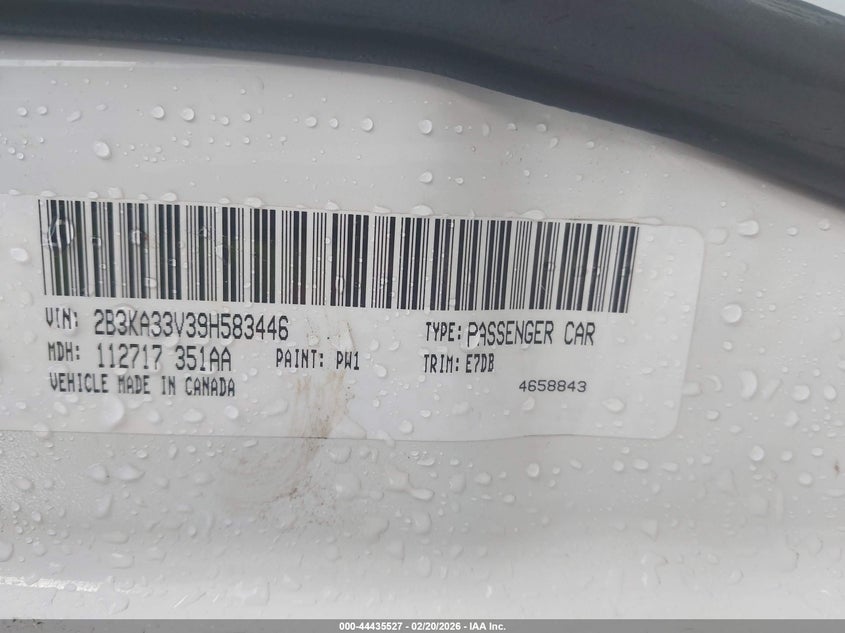 VIN: 2B3KA33V39H583446 TYPE: PASSENGER CAR
MDH: 112717 351AA PAINT: PW1 TRIM: E7DB
VEHICLE MADE IN CANADA 4658843
000-44435527 - 02/20/2026 - IAA Inc.